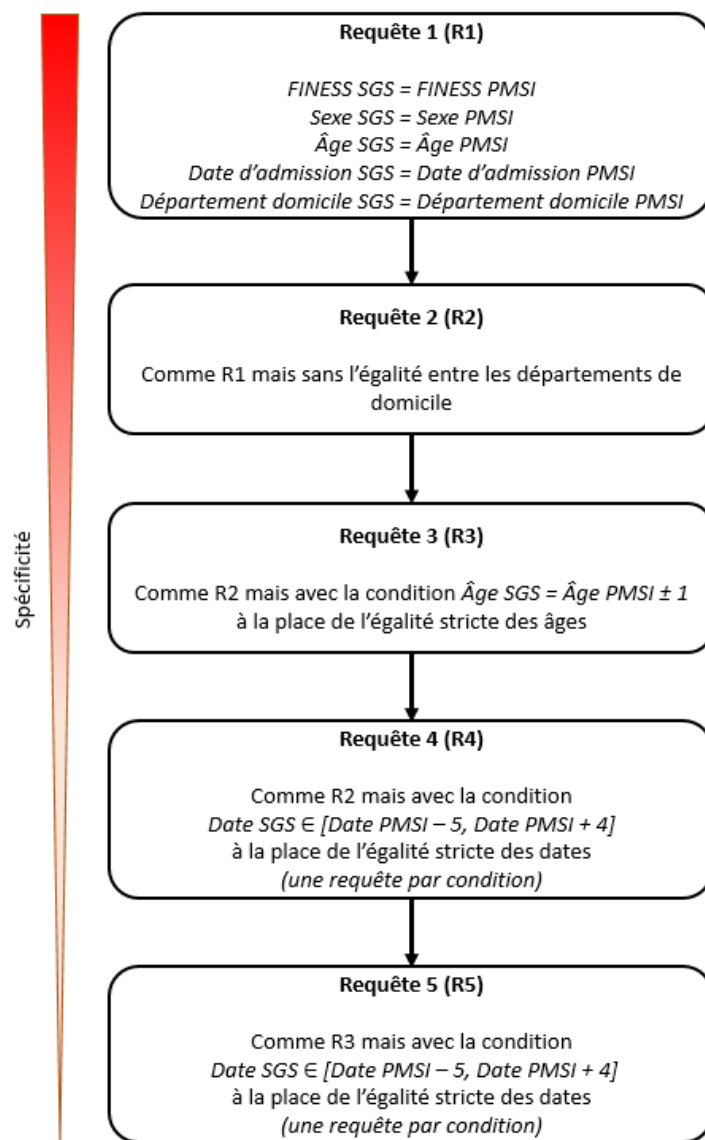 Requête 1 (R1)
FINESS SGS = FINESS PMSI
Sexe SGS = Sexe PMSI
Âge SGS = Âge PMSI
Date d’admission SGS = Date d’admission PMSI
Département domicile SGS = Département domicile PMSI
Requête 2 (R2)
Comme R1 mais sans l’égalité entre les départements de
domicile
Spécificité
Requête 3 (R3)
Comme R2 mais avec la condition Âge SGS = Âge PMSI ± 1
à la place de l’égalité stricte des âges
Requête 4 (R4)
Comme R2 mais avec la condition
Date SGS ∈ [Date PMSI – 5, Date PMSI + 4]
à la place de l’égalité stricte des dates
(une requête par condition)
Requête 5 (R5)
Comme R3 mais avec la condition
Date SGS ∈ [Date PMSI – 5, Date PMSI + 4]
à la place de l’égalité stricte des dates
(une requête par condition)